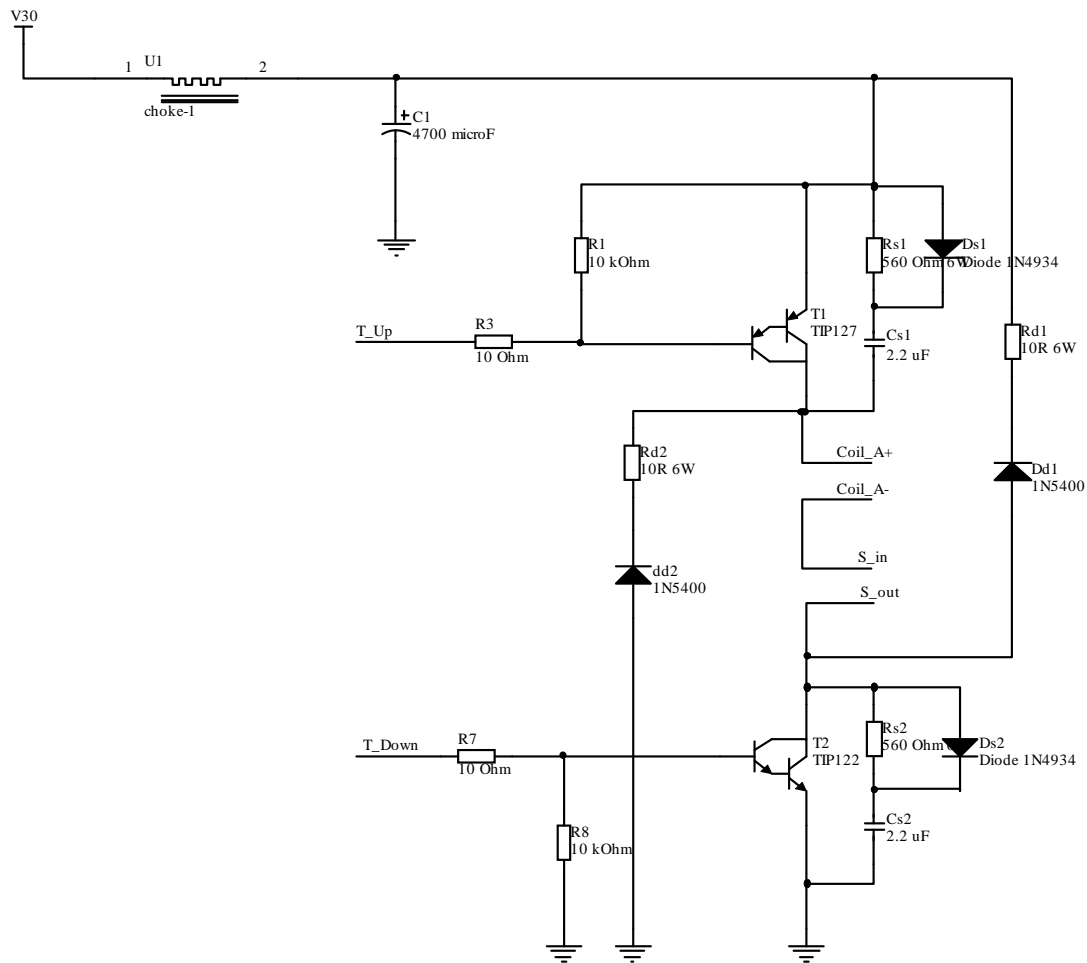 V30
U1
1
2
choke-1
C1
4700 microF
R1
10 kOhm
Rs1
560 Ohm 6W
Ds1
Diode 1N4934
T_Up
R3
10 Ohm
T1
TIP127
Cs1
2.2 uF
Rd1
10R 6W
Rd2
10R 6W
Coil_A+
Coil_A-
Dd1
1N5400
S_in
dd2
1N5400
S_out
T_Down
R7
10 Ohm
T2
TIP122
Rs2
560 Ohm
Ds2
Diode 1N4934
R8
10 kOhm
Cs2
2.2 uF